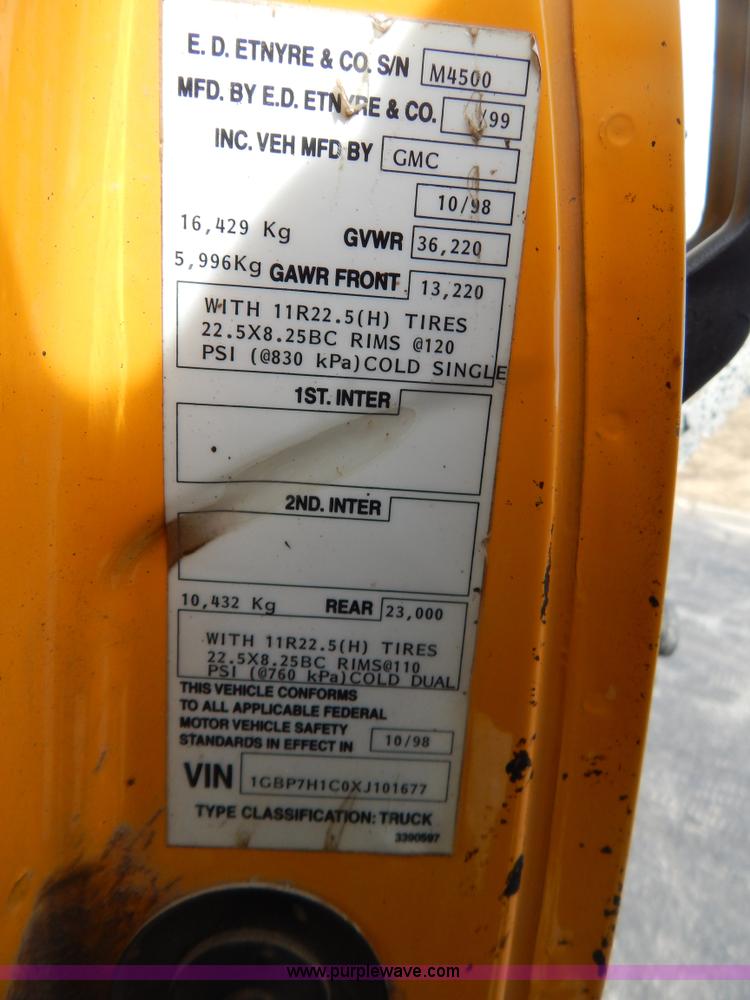 E. D. ETNYRE & CO. S/N M4500
MFD. BY E.D. ETNYRE & CO. /99
INC. VEH MFD BY GMC
10/98
16,429 Kg GVWR 36,220
5,996Kg GAWR FRONT 13,220
WITH 11R22.5(H) TIRES
22.5X8.25BC RIMS @120
PSI (@830 kPa)COLD SINGLE
1ST. INTER
2ND. INTER
10,432 Kg REAR 23,000
WITH 11R22.5(H) TIRES
22.5X8.25BC RIMS@110
PSI (@760 kPa)COLD DUAL
THIS VEHICLE CONFORMS
TO ALL APPLICABLE FEDERAL
MOTOR VEHICLE SAFETY
STANDARDS IN EFFECT IN 10/98
VIN 1GBP7H1C0XJ101677
TYPE CLASSIFICATION: TRUCK
3390597
www.purplewave.com